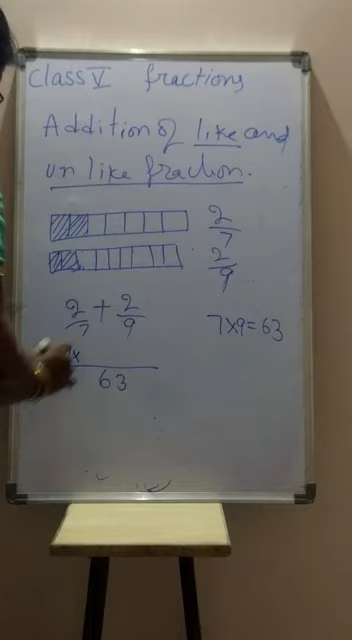 Class V fractions
Addition of like and
un like fraction.
2/7
2/9
2/7 + 2/9
7x9=63
x
63